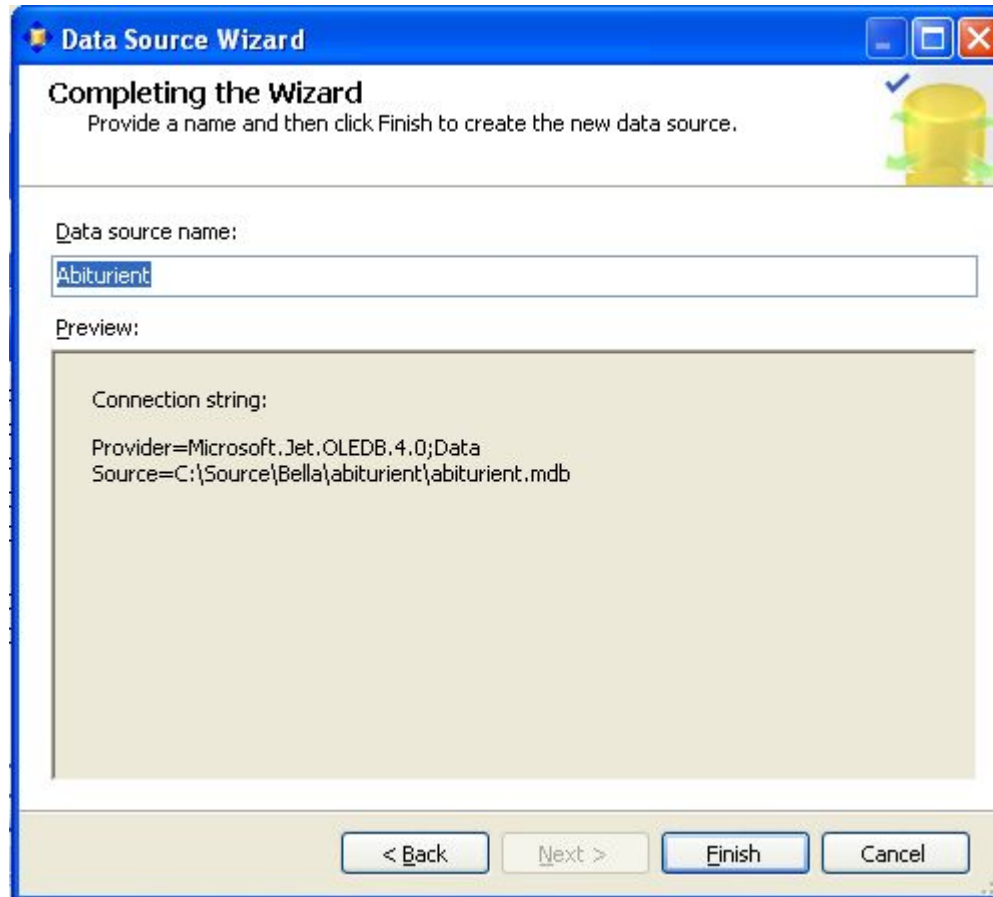 Data Source Wizard
Completing the Wizard
Provide a name and then click Finish to create the new data source.
Data source name:
Abiturient
Preview:
Connection string:
Provider=Microsoft.Jet.OLEDB.4.0;Data
Source=C:\Source\Bella\abiturient\abiturient.mdb
< Back
Next >
Finish
Cancel